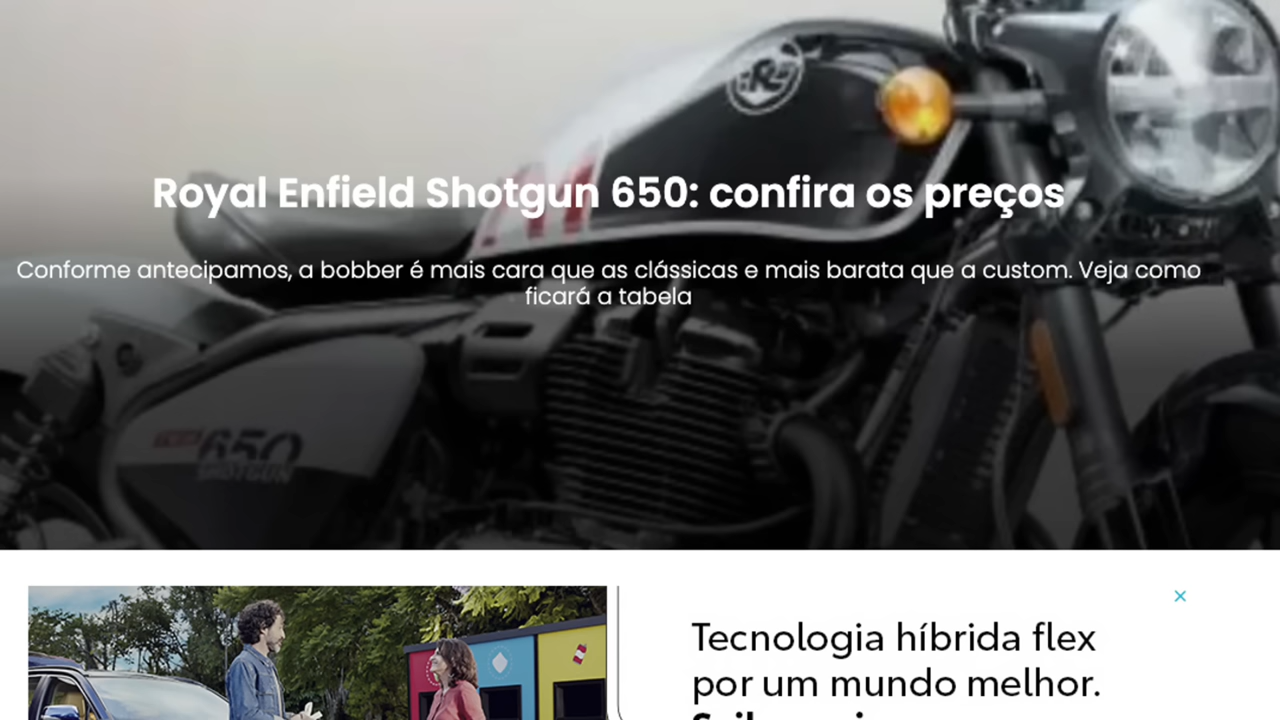 Royal Enfield Shotgun 650: confira os preços
Conforme antecipamos, a bobber é mais cara que as clássicas e mais barata que a custom. Veja como
ficará a tabela
650
SHOTGUN
Tecnologia híbrida flex
por um mundo melhor.